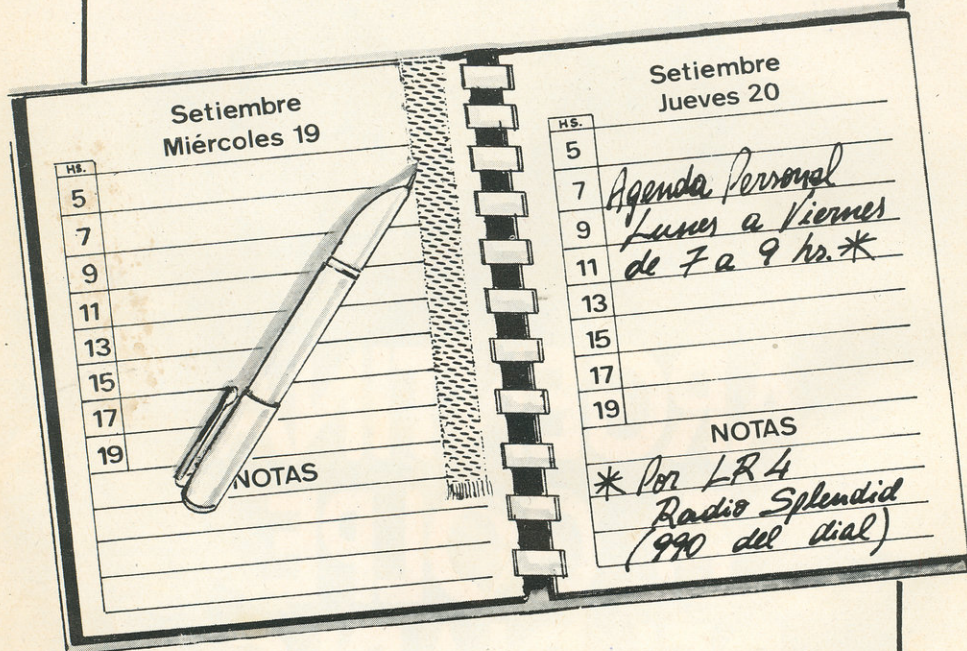 Setiembre
Miércoles 19
HS.
5
7
9
11
13
15
17
19
NOTAS
Setiembre
Jueves 20
HS.
5
7 Agenda Personal
9 Lunes a Viernes
11 de 7 a 9 hs.*
13
15
17
19
NOTAS
* Por LR4
Radio Splendid
(990 del dial)